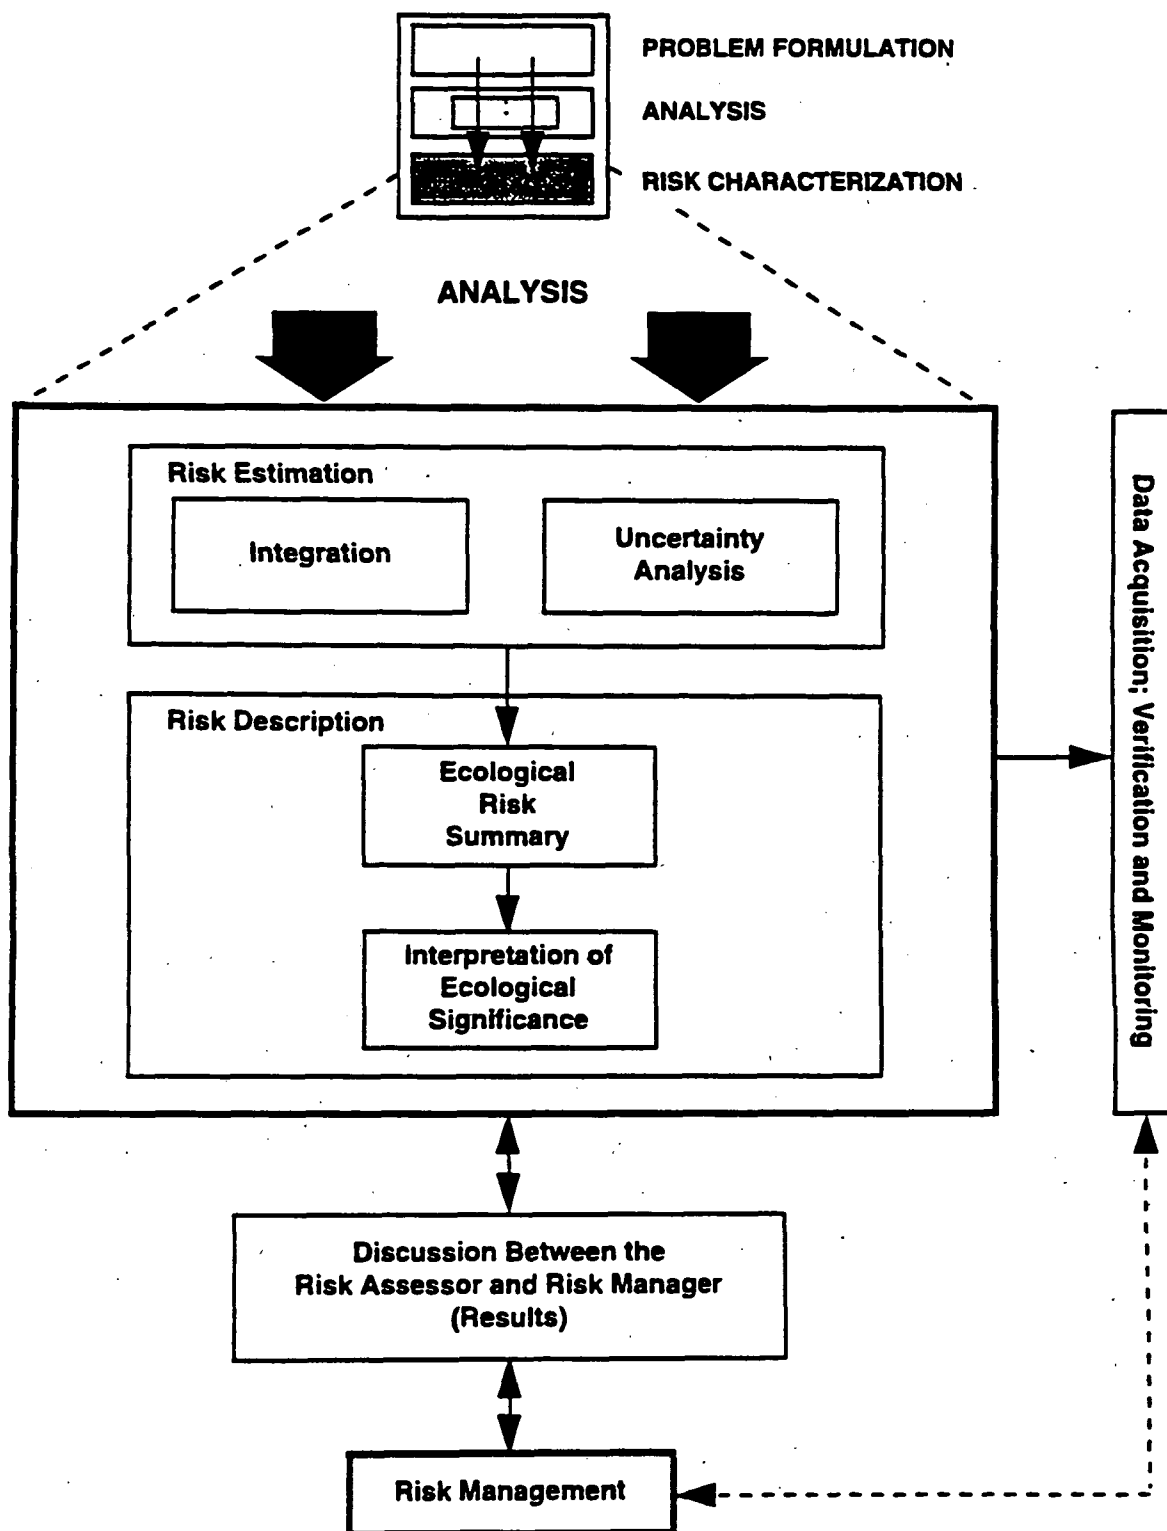 PROBLEM FORMULATION
ANALYSIS
RISK CHARACTERIZATION
ANALYSIS
Risk Estimation
Integration
Uncertainty
Analysis
Risk Description
Ecological
Risk
Summary
Interpretation of
Ecological
Significance
Data Acquisition; Verification and Monitoring
Discussion Between the
Risk Assessor and Risk Manager
(Results)
Risk Management